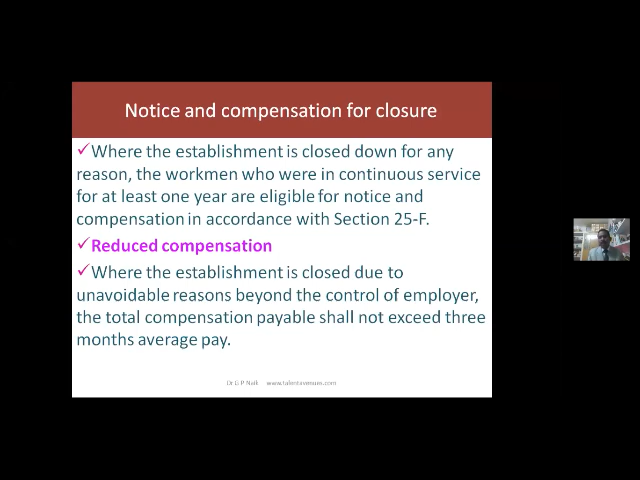 Notice and compensation for closure
✓Where the establishment is closed down for any
reason, the workmen who were in continuous service
for at least one year are eligible for notice and
compensation in accordance with Section 25-F.
✓Reduced compensation
✓Where the establishment is closed due to
unavoidable reasons beyond the control of employer,
the total compensation payable shall not exceed three
months average pay.
Dr G P Naik www.talentavenure.com